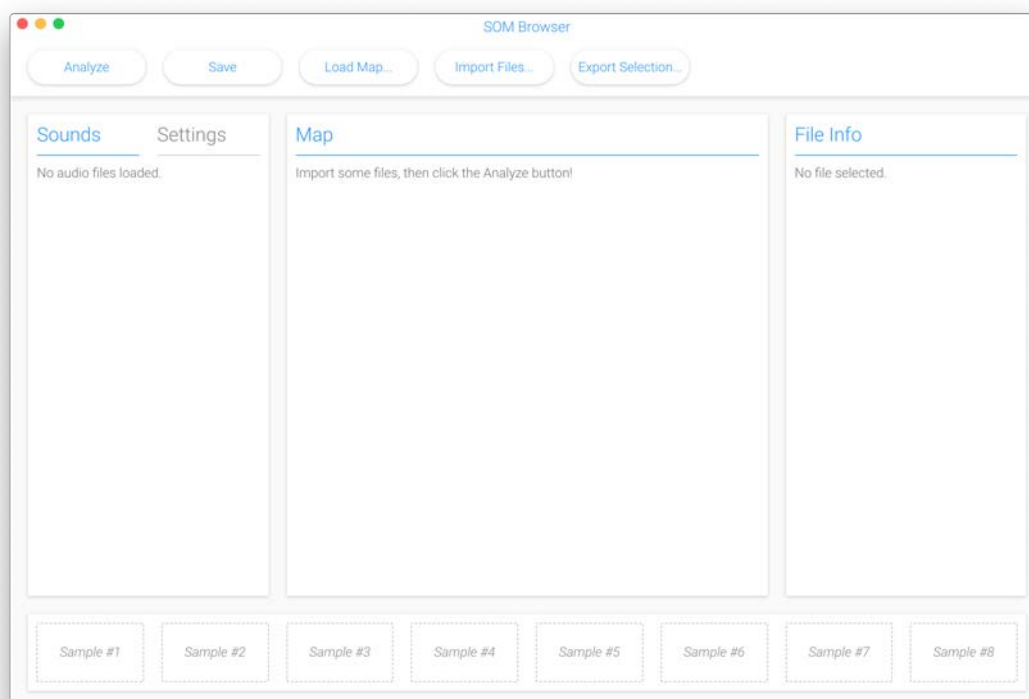 SOM Browser
Analyze
Save
Load Map...
Import Files...
Export Selection...
Sounds
Settings
Map
File Info
No audio files loaded.
Import some files, then click the Analyze button!
No file selected.
Sample #1
Sample #2
Sample #3
Sample #4
Sample #5
Sample #6
Sample #7
Sample #8